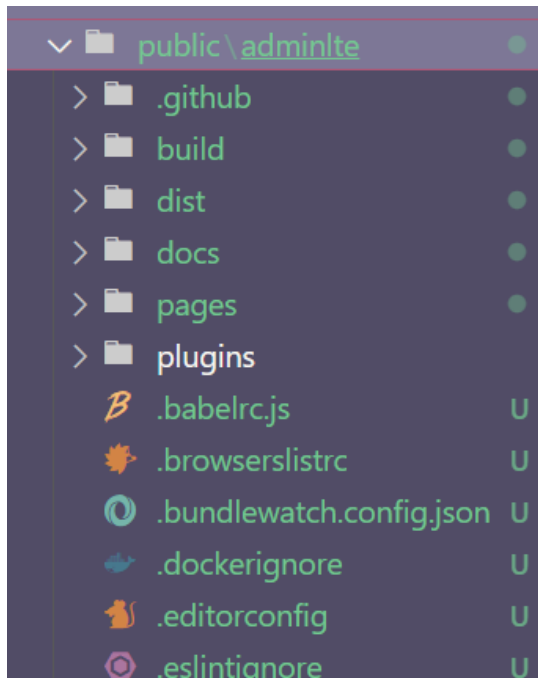 public\adminlte
.github
build
dist
docs
pages
plugins
.babelrc.js U
.browserslistrc U
.bundlewatch.config.json U
.dockerignore U
.editorconfig U
.eslintignore U